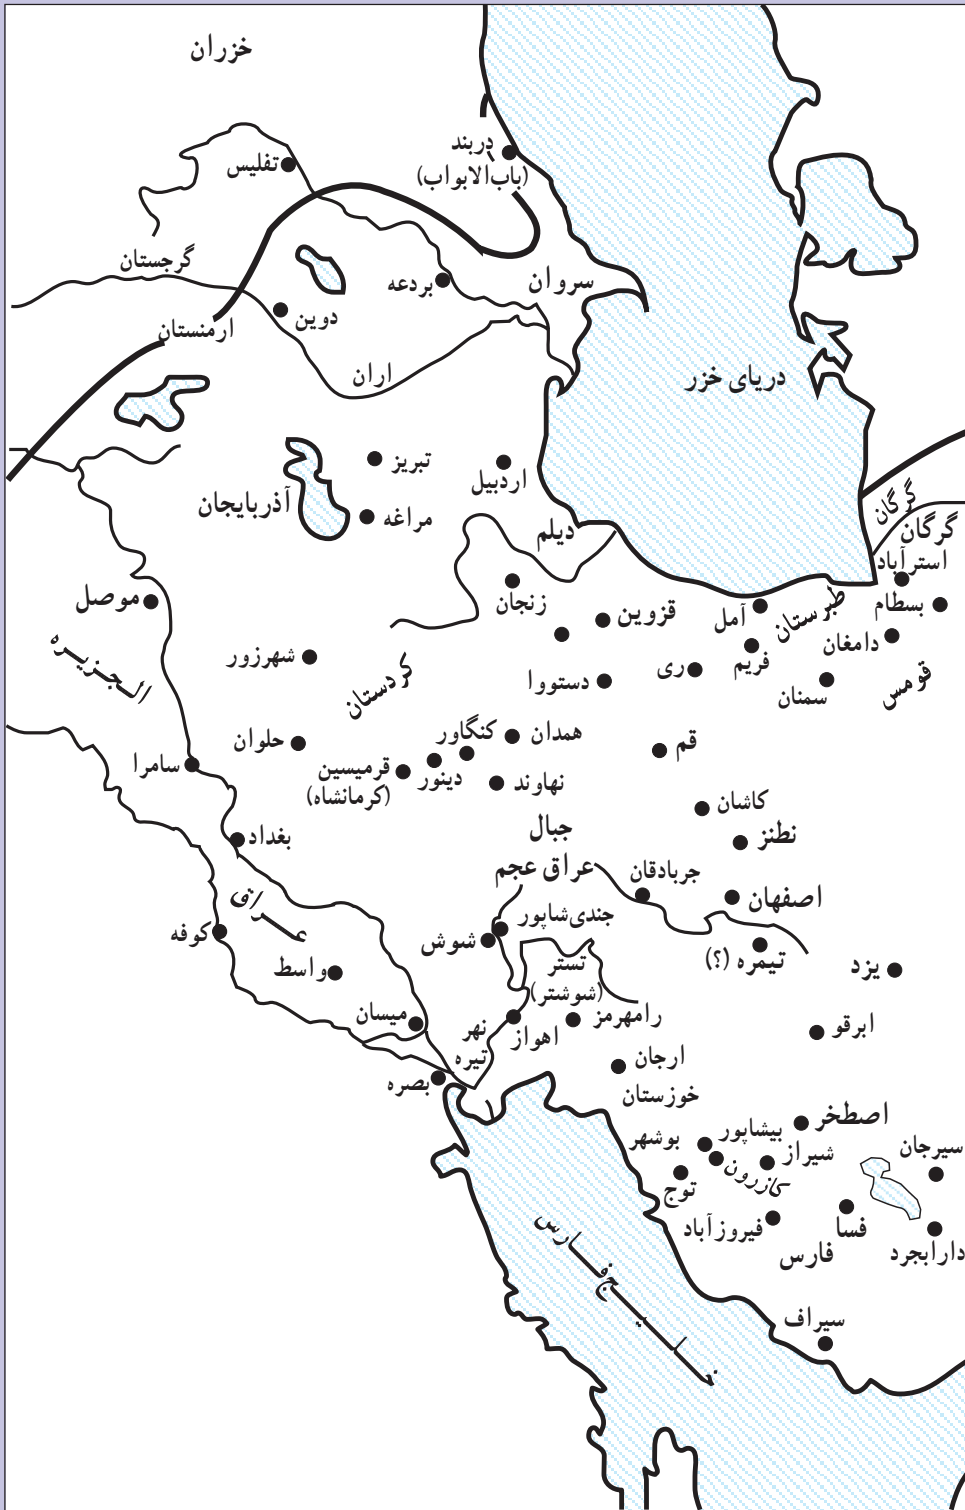 خزران
دربند
(باب‌الابواب)
تفلیس
گرجستان
سروان
بردعه
دوین
ارمنستان
اران
دریای خزر
تبریز
اردبیل
آذربایجان
مراغه
دیلم
گرگان
گرگان
استرآباد
بسطام
موصل
زنجان
قزوین
آمل
طبرستان
دامغان
فریم
شهرزور
الجزیره
کردستان
دستووا
ری
سمنان
قومس
حلوان
کنگاور
همدان
قم
سامرا
قرمیسین
(کرمانشاه)
دینور
نهاوند
کاشان
جبال
نطنز
بغداد
عراق عجم
جربادقان
اصفهان
عراق
جندی‌شاپور
کوفه
شوش
تستر
(شوشتر)
تیمره (؟)
یزد
واسط
میسان
نهر
تیره
اهواز
رامهرمز
ابرقو
ارجان
بصره
خوزستان
اصطخر
بوشهر
بیشاپور
شیراز
سیرجان
کازرون
توج
فیروزآباد
فسا
دارابجرد
فارس
خلیج فارس
سیراف